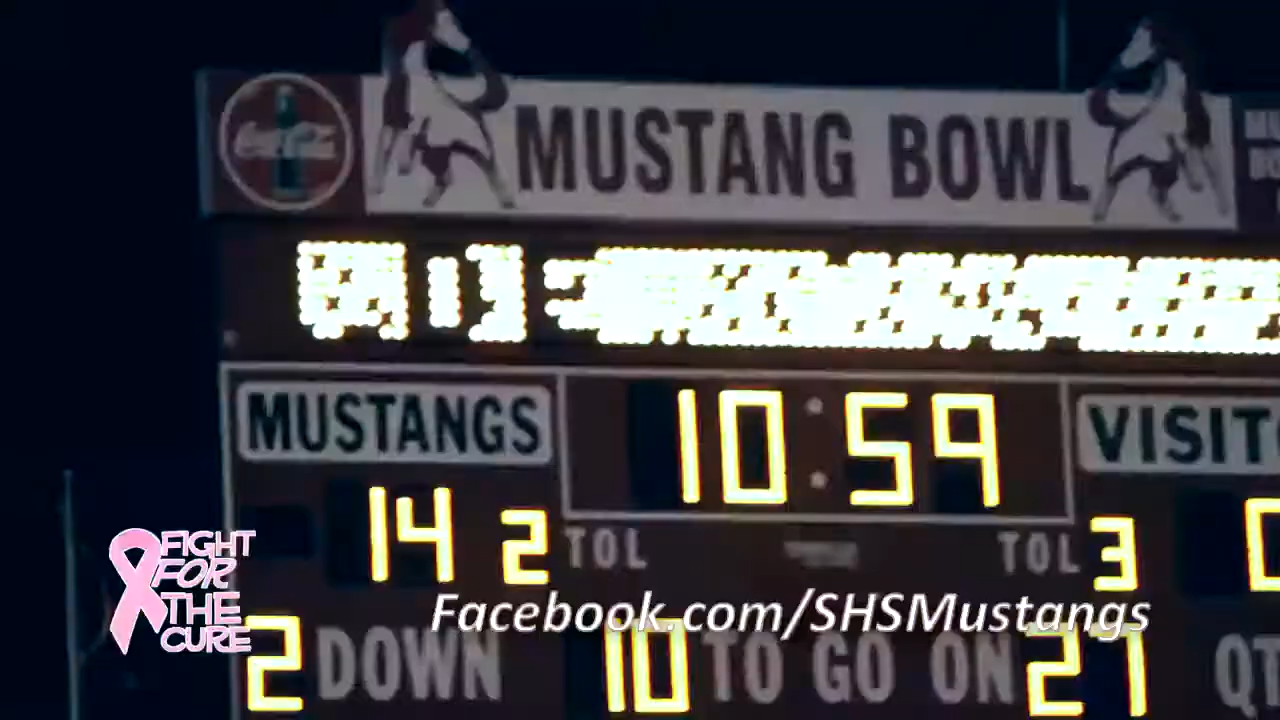 Coca-Cola
MUSTANG BOWL
MUSTANGS
10:59
VISIT
14 2 TOL
TOL 3
FIGHT
FOR
THE
CURE
Facebook.com/SHSMustangs
2 DOWN 10 TO GO ON 27 QT